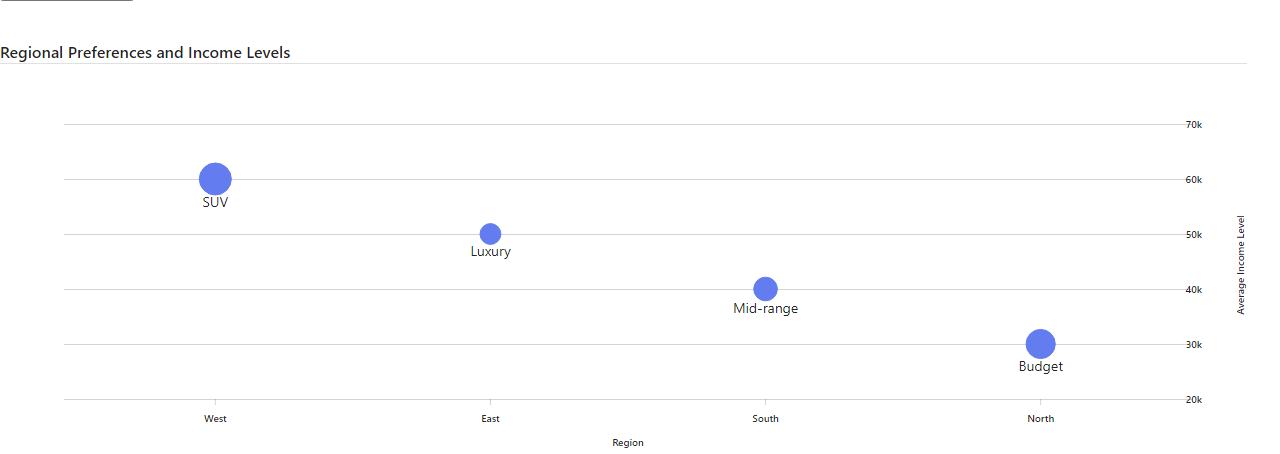 Regional Preferences and Income Levels
70k
60k
SUV
50k
Luxury
40k
Mid-range
30k
Budget
20k
Average Income Level
West East South North
Region